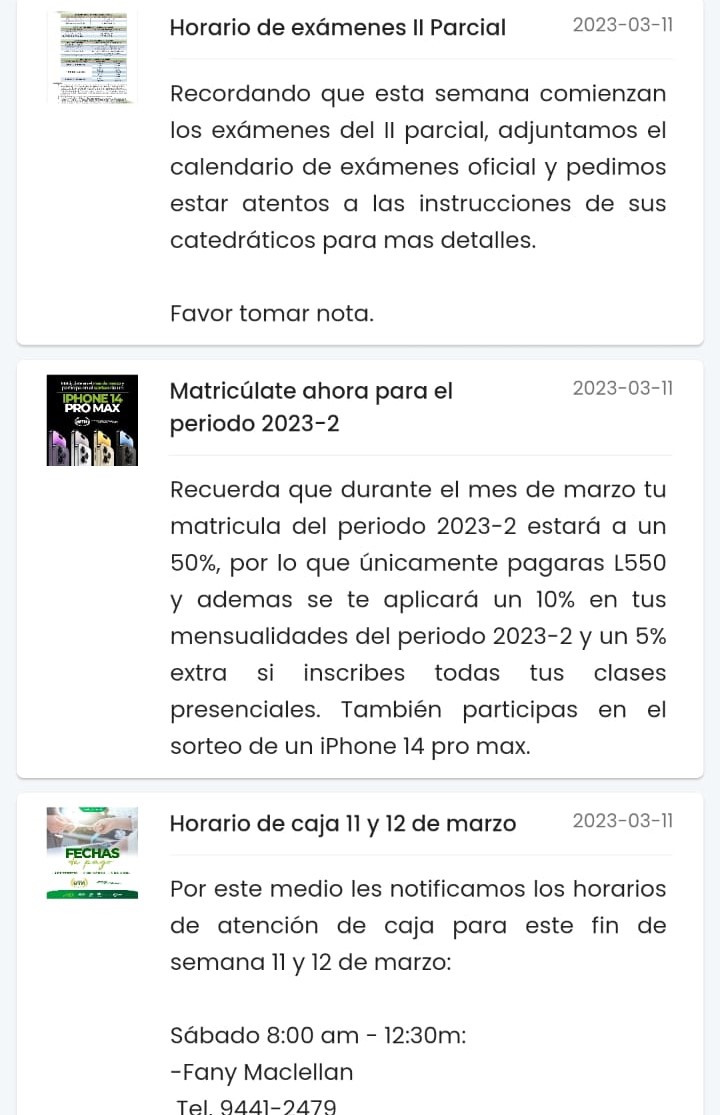 Horario de exámenes II Parcial
2023-03-11
Recordando que esta semana comienzan
los exámenes del II parcial, adjuntamos el
calendario de exámenes oficial y pedimos
estar atentos a las instrucciones de sus
catedráticos para mas detalles.
Favor tomar nota.
IPHONE 14
PRO MAX
Matricúlate ahora para el
periodo 2023-2
2023-03-11
Recuerda que durante el mes de marzo tu
matricula del periodo 2023-2 estará a un
50%, por lo que únicamente pagaras L550
y ademas se te aplicará un 10% en tus
mensualidades del periodo 2023-2 y un 5%
extra si inscribes todas tus clases
presenciales. También participas en el
sorteo de un iPhone 14 pro max.
FECHAS
de pago
Horario de caja 11 y 12 de marzo
2023-03-11
Por este medio les notificamos los horarios
de atención de caja para este fin de
semana 11 y 12 de marzo:
Sábado 8:00 am - 12:30m:
-Fany Maclellan
Tel. 9441-2479